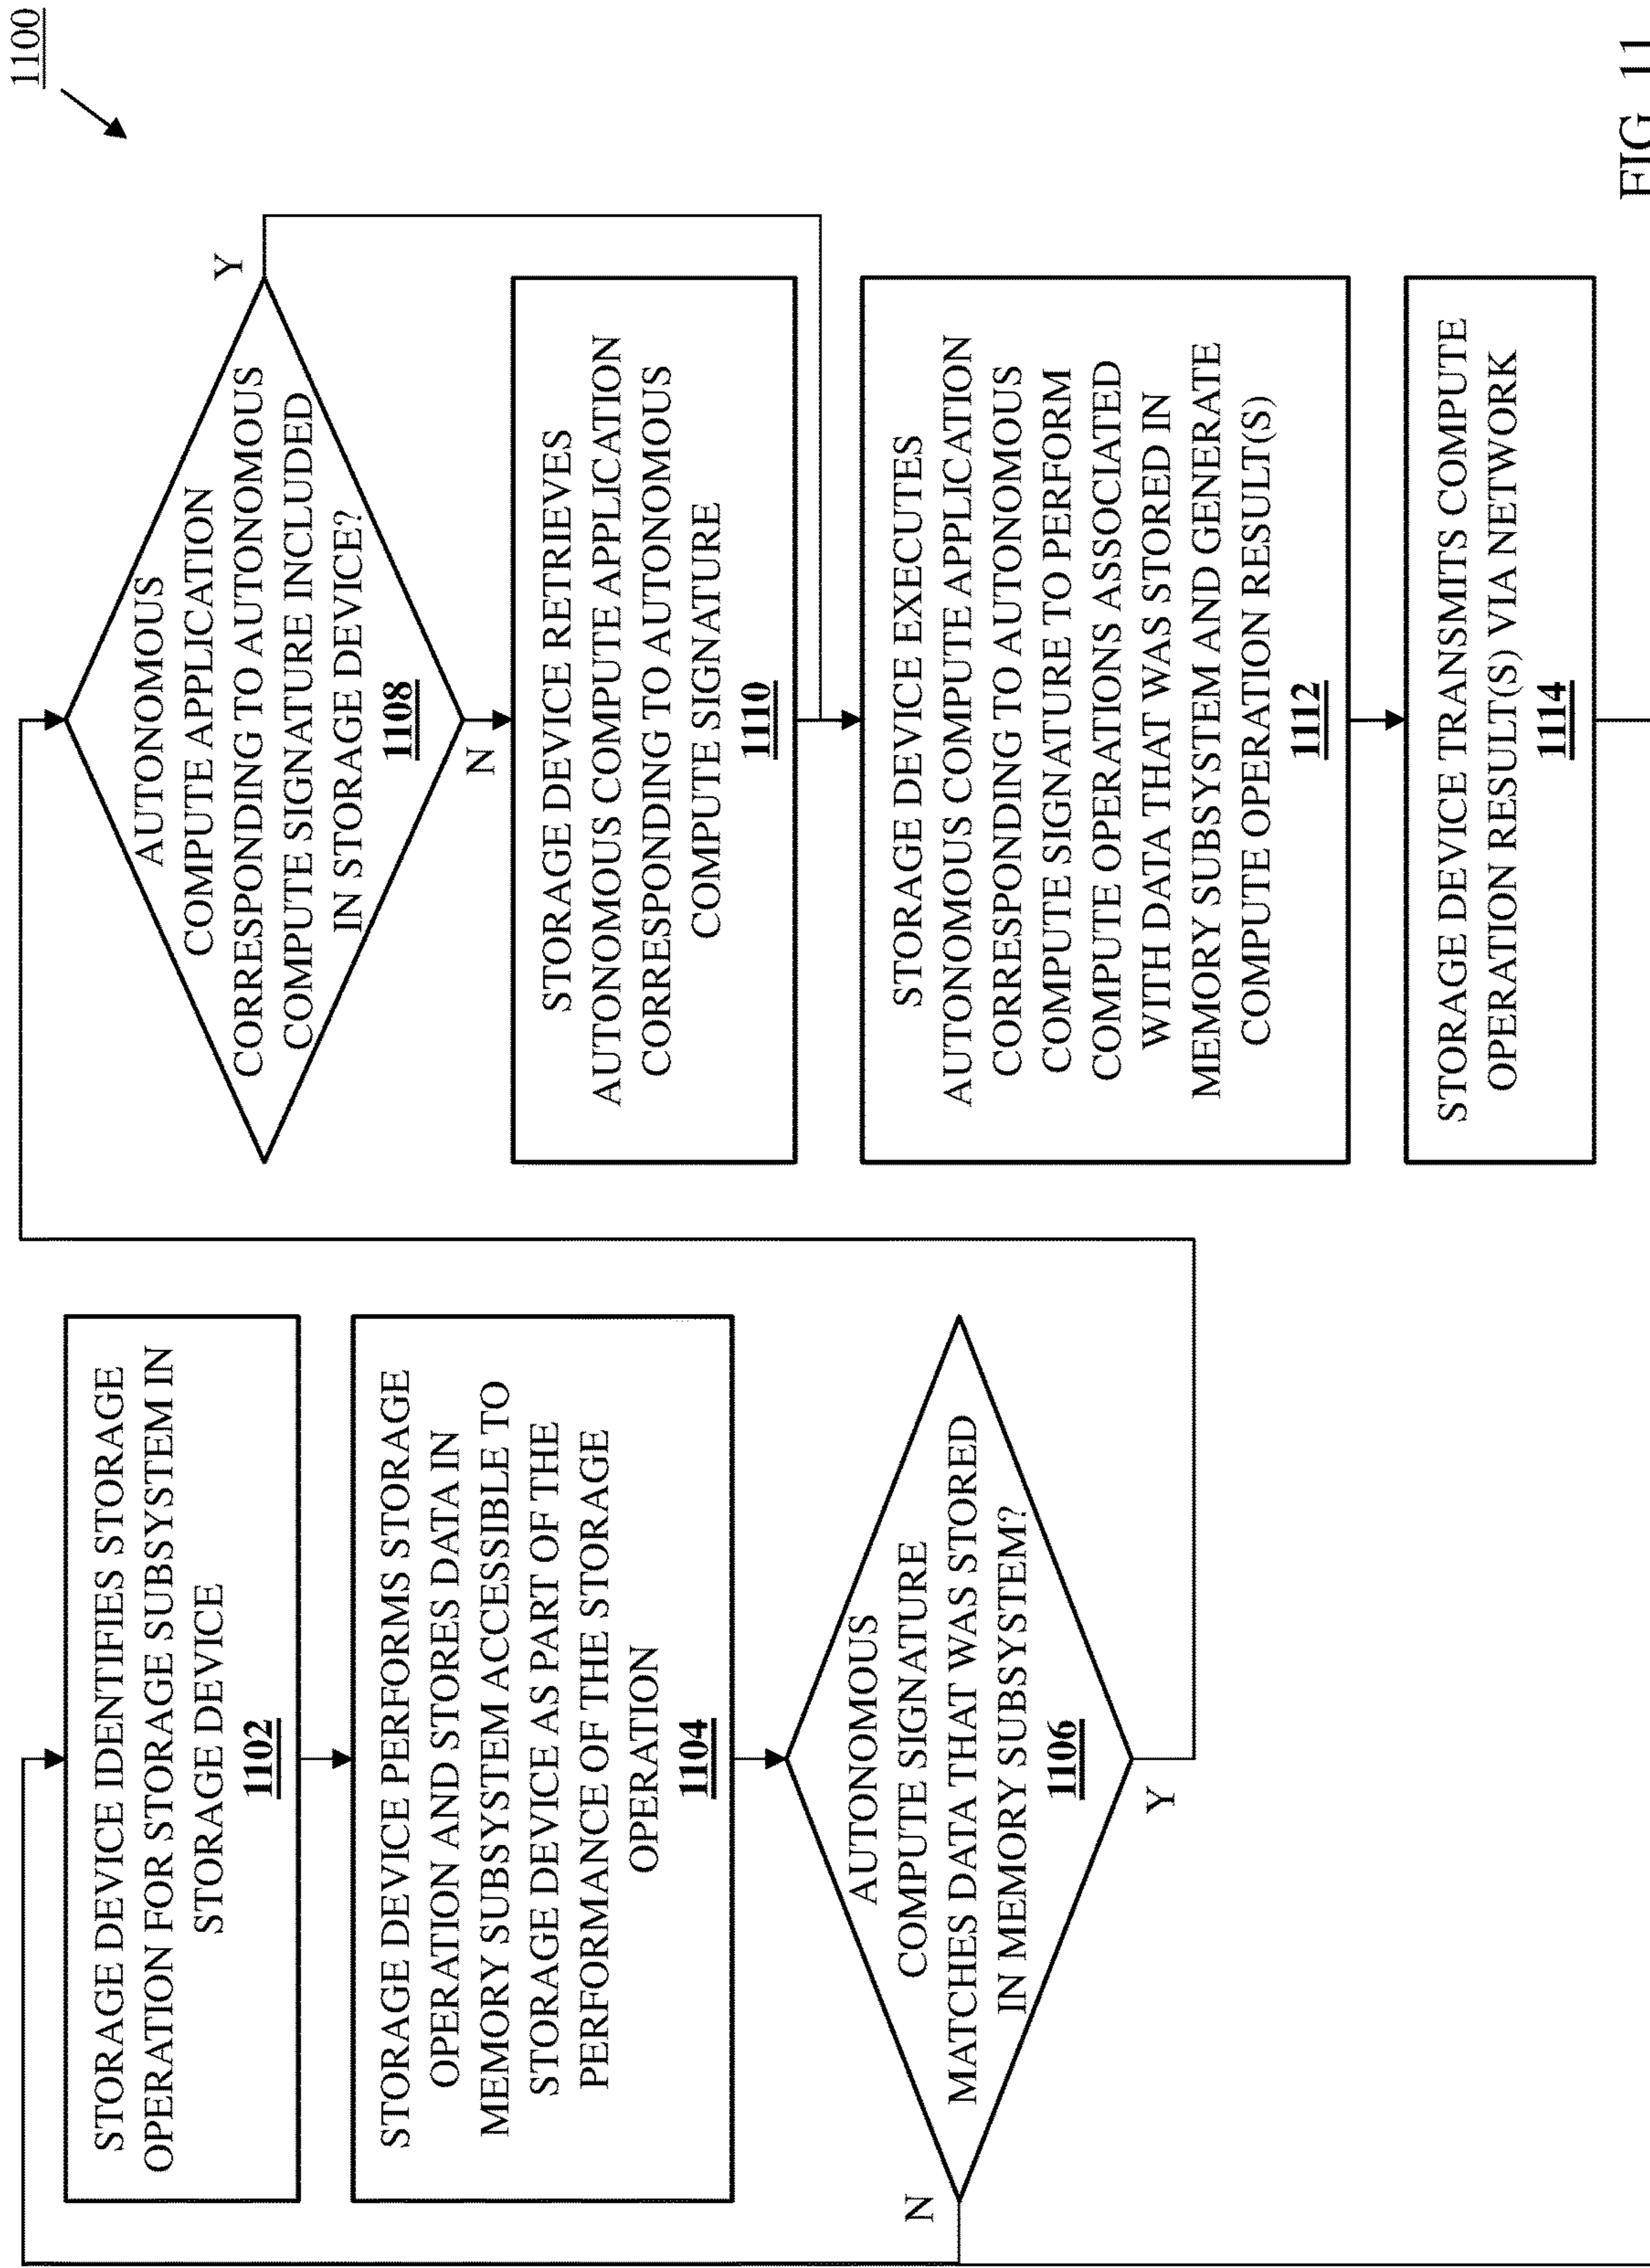 1100
STORAGE DEVICE IDENTIFIES STORAGE
OPERATION FOR STORAGE SUBSYSTEM IN
STORAGE DEVICE
1102
STORAGE DEVICE PERFORMS STORAGE
OPERATION AND STORES DATA IN
MEMORY SUBSYSTEM ACCESSIBLE TO
STORAGE DEVICE AS PART OF THE
PERFORMANCE OF THE STORAGE
OPERATION
1104
AUTONOMOUS
COMPUTE SIGNATURE
MATCHES DATA THAT WAS STORED
IN MEMORY SUBSYSTEM?
1106
N
Y
AUTONOMOUS
COMPUTE APPLICATION
CORRESPONDING TO AUTONOMOUS
COMPUTE SIGNATURE INCLUDED
IN STORAGE DEVICE?
1108
Y
N
STORAGE DEVICE RETRIEVES
AUTONOMOUS COMPUTE APPLICATION
CORRESPONDING TO AUTONOMOUS
COMPUTE SIGNATURE
1110
STORAGE DEVICE EXECUTES
AUTONOMOUS COMPUTE APPLICATION
CORRESPONDING TO AUTONOMOUS
COMPUTE SIGNATURE TO PERFORM
COMPUTE OPERATIONS ASSOCIATED
WITH DATA THAT WAS STORED IN
MEMORY SUBSYSTEM AND GENERATE
COMPUTE OPERATION RESULT(S)
1112
STORAGE DEVICE TRANSMITS COMPUTE
OPERATION RESULT(S) VIA NETWORK
1114
FIG. 11